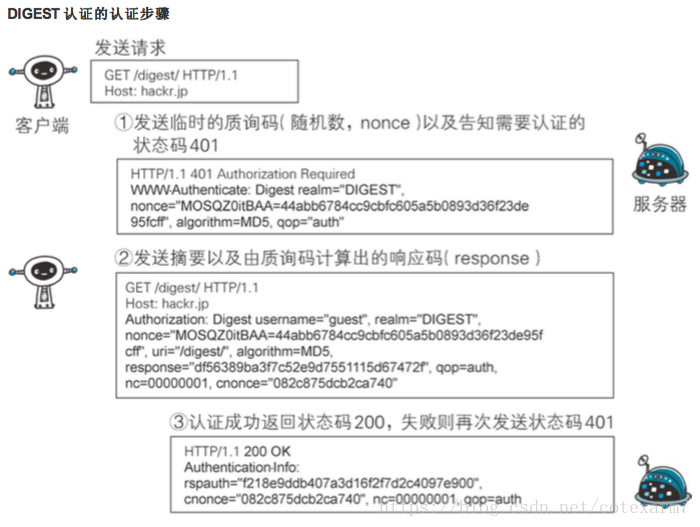 DIGEST 认证的认证步骤
发送请求
GET /digest/ HTTP/1.1
Host: hackr.jp
客户端
①发送临时的质询码(随机数，nonce)以及告知需要认证的
状态码401
HTTP/1.1 401 Authorization Required
WWW-Authenticate: Digest realm="DIGEST",
nonce="MOSQZ0itBAA=44abb6784cc9cbfc605a5b0893d36f23de
95fcff", algorithm=MD5, qop="auth"
服务器
②发送摘要以及由质询码计算出的响应码(response)
GET /digest/ HTTP/1.1
Host: hackr.jp
Authorization: Digest username="guest", realm="DIGEST",
nonce="MOSQZ0itBAA=44abb6784cc9cbfc605a5b0893d36f23de95f
cff", uri="/digest/", algorithm=MD5,
response="df56389ba3f7c52e9d7551115d67472f", qop=auth,
nc=00000001, cnonce="082c875dcb2ca740"
③认证成功返回状态码200，失败则再次发送状态码401
HTTP/1.1 200 OK
Authentication-Info:
rspauth="f218e9ddb407a3d16f2f7d2c4097e900",
cnonce="082c875dcb2ca740", nc=00000001, qop=auth